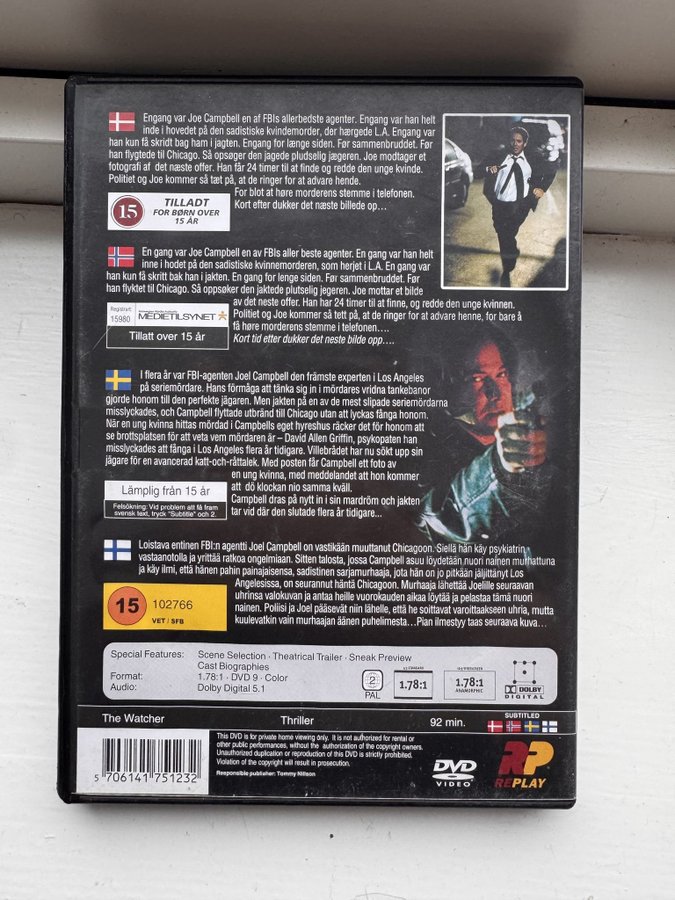 Engang var Joe Campbell en af FBIs allerbedste agenter. Engang var han helt
inde i hovedet på den sadistiske kvindemorder, der hærgede L.A. Engang var
han kun få skridt bag ham i jagten. Engang for længe siden. Før sammenbruddet. Før
han flygtede til Chicago. Så opsøger den jagede pludselig jægeren. Joe modtager et
fotografi af det næste offer. Han får 24 timer til at finde og redde den unge kvinde.
Politiet og Joe kommer så tæt på, at de ringer for at advare hende.
For blot at høre morderens stemme i telefonen.
Kort efter dukker det næste billede op…
15
TILLADT
FOR BØRN OVER
15 ÅR
En gang var Joe Campbell en av FBIs aller beste agenter. En gang var han helt
inne i hodet på den sadistiske kvinnemorderen, som herjet i L.A. En gang var
han kun få skritt bak han i jakten. En gang for lenge siden. Før sammenbruddet. Før
han flyktet til Chicago. Så oppsøker den jaktede plutselig jegeren. Joe mottar et bilde
av det neste offer. Han har 24 timer til at finne, og redde den unge kvinnen.
Politiet og Joe kommer så tett på, at de ringer for at advare henne, for bare å
få høre morderens stemme i telefonen....
Kort tid etter dukker det neste bilde opp….
Registrert:
15980
MEDIETILSYNET
Tillatt over 15 år
I flera år var FBI-agenten Joel Campbell den främste experten i Los Angeles
på seriemördare. Hans förmåga att tänka sig in i mördares vridna tankebanor
gjorde honom till den perfekte jägaren. Men jakten på en av de mest slipade seriemördarna
misslyckades, och Campbell flyttade utbränd till Chicago utan att lyckas fånga honom.
När en ung kvinna hittas mördad i Campbells eget hyreshus räcker det för honom att
se brottsplatsen för att veta vem mördaren är – David Allen Griffin, psykopaten han
misslyckades att fånga i Los Angeles flera år tidigare. Villebrådet har nu sökt upp sin
jägare för en avancerad katt-och-råttalek. Med posten får Campbell ett foto av
en ung kvinna, med meddelandet att hon kommer
att dö klockan nio samma kväll.
Campbell dras på nytt in i sin mardröm och jakten
tar vid där den slutade flera år tidigare...
Lämplig från 15 år
Felsökning: Vid problem att få fram
svensk text, tryck "Subtitle" och 2.
Loistava entinen FBI:n agentti Joel Campbell on vastikään muuttanut Chicagoon. Siellä hän käy psykiatrin
vastaanotolla ja yrittää ratkoa ongelmiaan. Sitten talosta, jossa Campbell asuu löydetään nuori nainen murhattuna
ja käy ilmi, että hänen pahin painajaisensa, sadistinen sarjamurhaaja, jota hän on jo pitkään jäljittänyt Los
Angelesissa, on seurannut häntä Chicagoon. Murhaaja lähettää Joelille seuraavan
uhrinsa valokuvan ja antaa heille vuorokauden aikaa löytää ja pelastaa tämä nuori
nainen. Poliisi ja Joel pääsevät niin lähelle, että he soittavat varoittaakseen uhria, mutta
kuulevatkin vain murhaajan äänen puhelimesta…Pian ilmestyy taas seuraava kuva…
15
102766
VET / SFB
Special Features: Scene Selection · Theatrical Trailer · Sneak Preview
Cast Biographies
Format: 1.78:1 · DVD 9 · Color
Audio: Dolby Digital 5.1
2
PAL
1.78:1
1.78:1
ANAMORPHIC
DOLBY
DIGITAL
The Watcher Thriller 92 min.
SUBTITLED
This DVD is for private home viewing only. It is not authorized for rental or
other public performances, without the authorization of the copyright owners.
Unauthorized duplication or reproduction of this disc is strictly prohibited.
Violation of the copyright will result in prosecution.
Responsible publisher: Tommy Nillson
5 706141 751232
DVD
VIDEO
RP
REPLAY